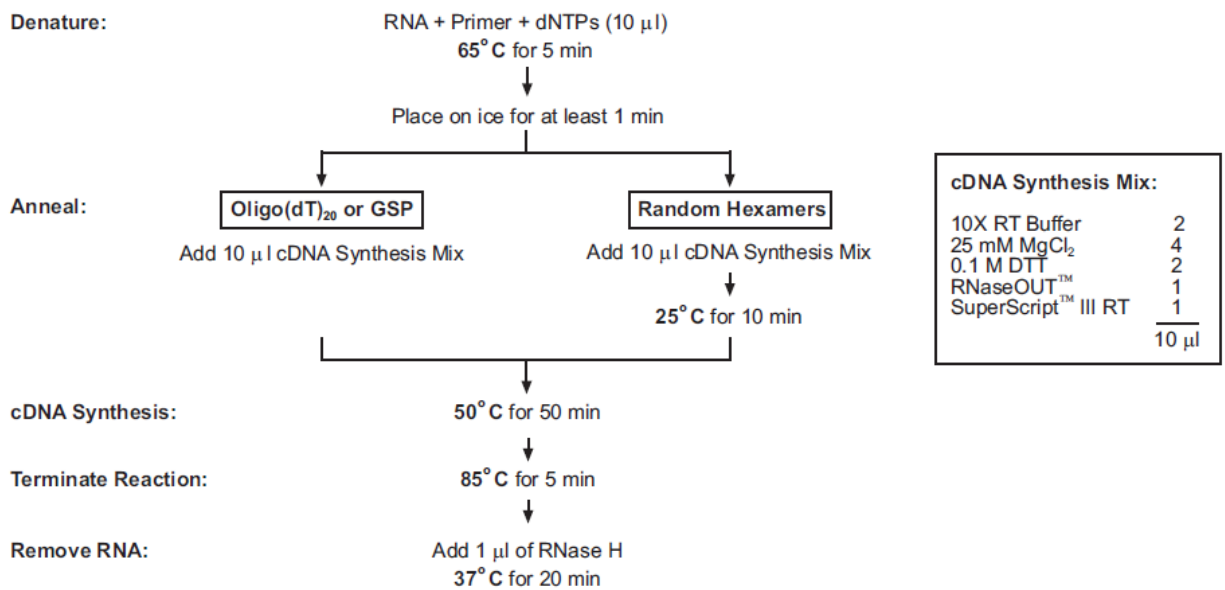 Denature:
RNA + Primer + dNTPs (10 µl)
65°C for 5 min
Place on ice for at least 1 min
Anneal:
Oligo(dT)₂₀ or GSP
Random Hexamers
Add 10 µl cDNA Synthesis Mix
Add 10 µl cDNA Synthesis Mix
25°C for 10 min
cDNA Synthesis Mix:
10X RT Buffer 2
25 mM MgCl₂ 4
0.1 M DTT 2
RNaseOUT™ 1
SuperScript™ III RT 1
10 µl
cDNA Synthesis:
50°C for 50 min
Terminate Reaction:
85°C for 5 min
Remove RNA:
Add 1 µl of RNase H
37°C for 20 min